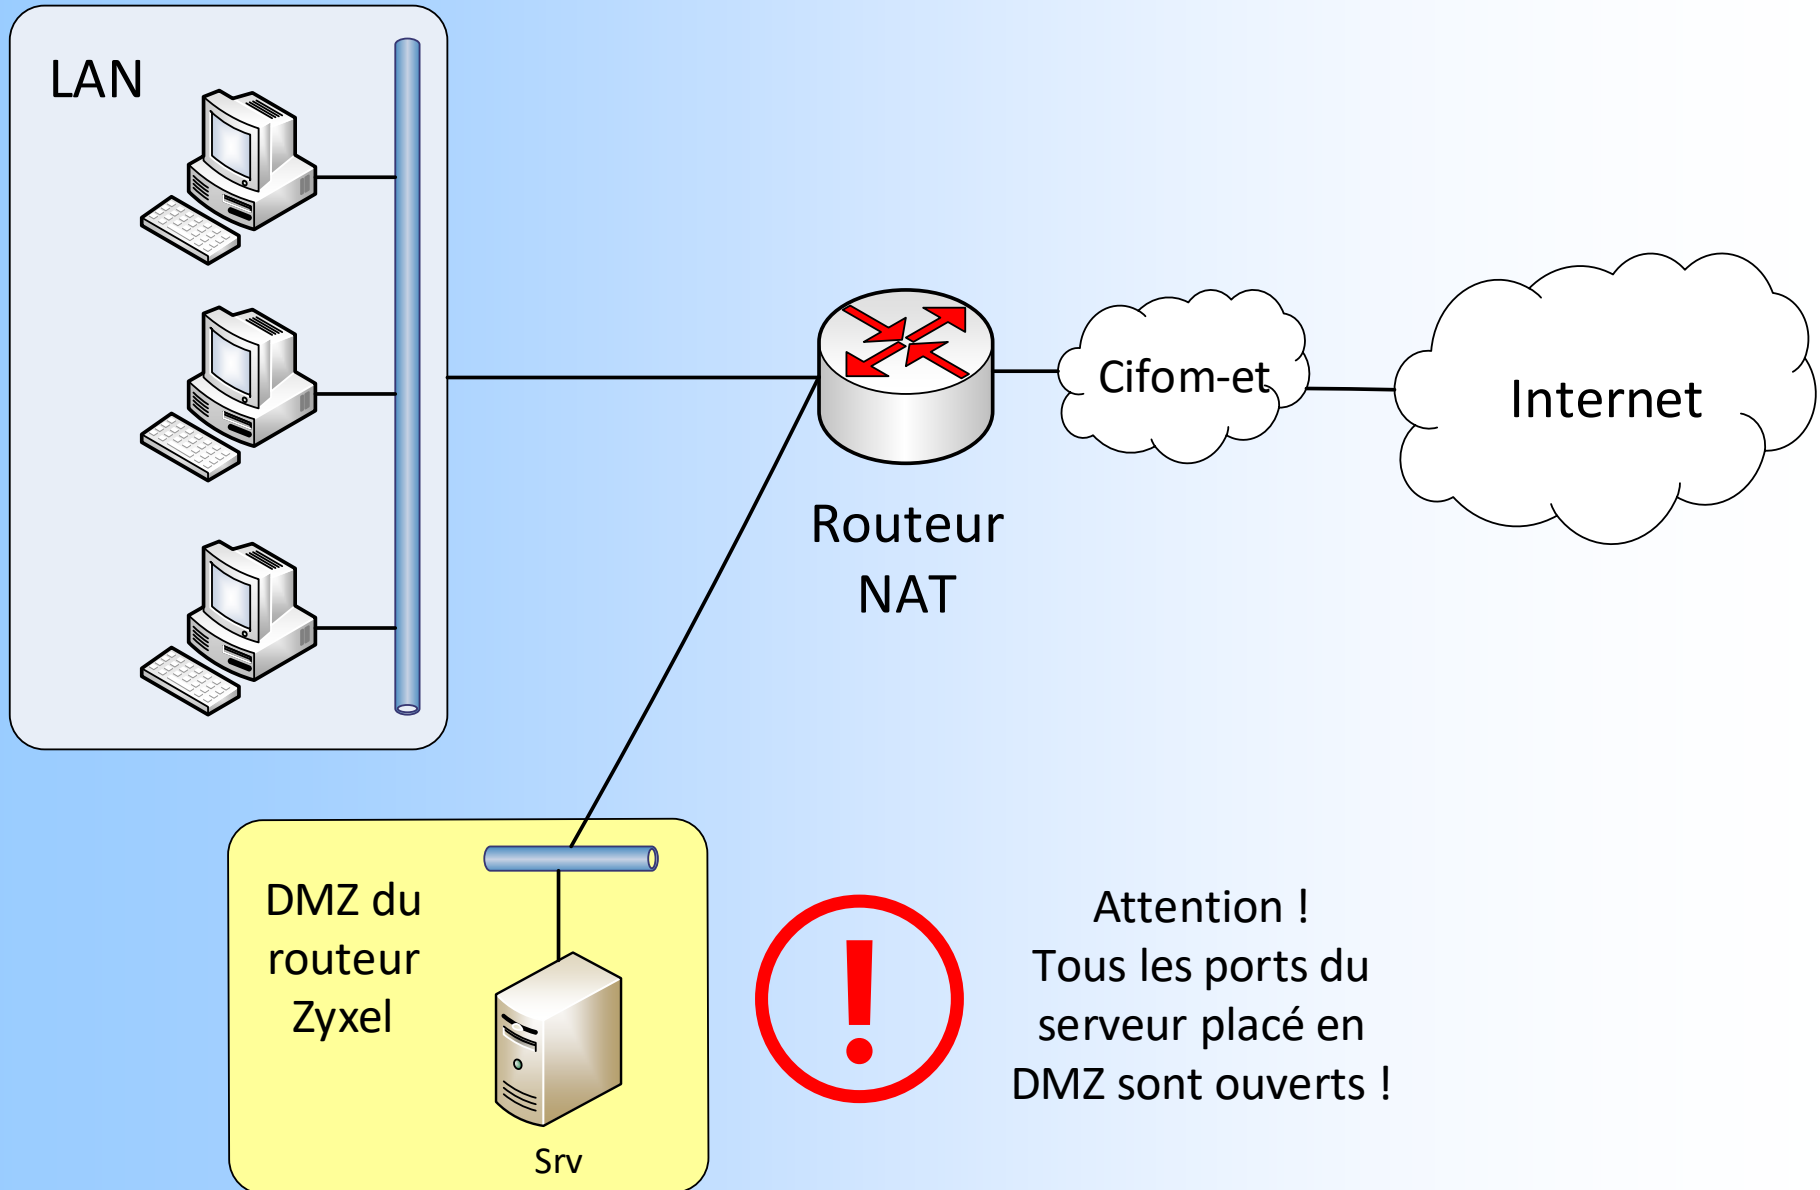 LAN
Cifom-et
Internet
Routeur
NAT
DMZ du
routeur
Zyxel
Srv
Attention !
Tous les ports du
serveur placé en
DMZ sont ouverts !